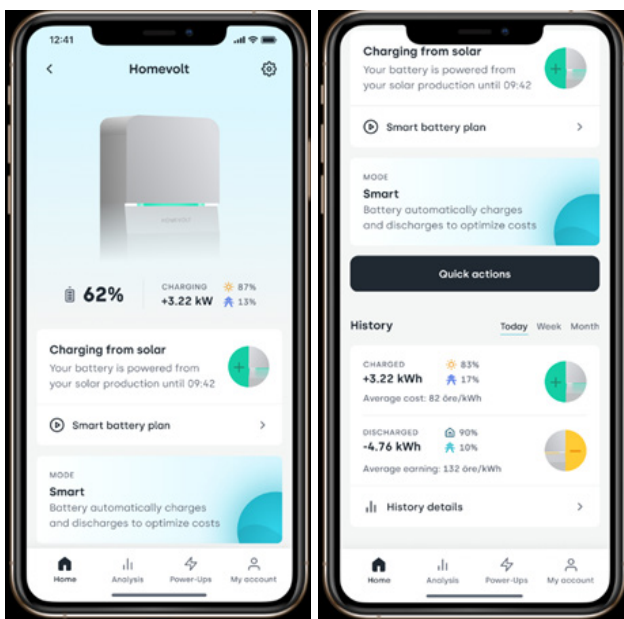 12:41
Homevolt
HOMEVOLT
62%
CHARGING
+3.22 kW
87%
13%
Charging from solar
Your battery is powered from
your solar production until 09:42
Smart battery plan
MODE
Smart
Battery automatically charges
and discharges to optimize costs
Home
Analysis
Power-Ups
My account
Charging from solar
Your battery is powered from
your solar production until 09:42
Smart battery plan
MODE
Smart
Battery automatically charges
and discharges to optimize costs
Quick actions
History
Today Week Month
CHARGED
+3.22 kWh
83%
17%
Average cost: 82 öre/kWh
DISCHARGED
-4.76 kWh
90%
10%
Average earning: 132 öre/kWh
History details
Home
Analysis
Power-Ups
My account